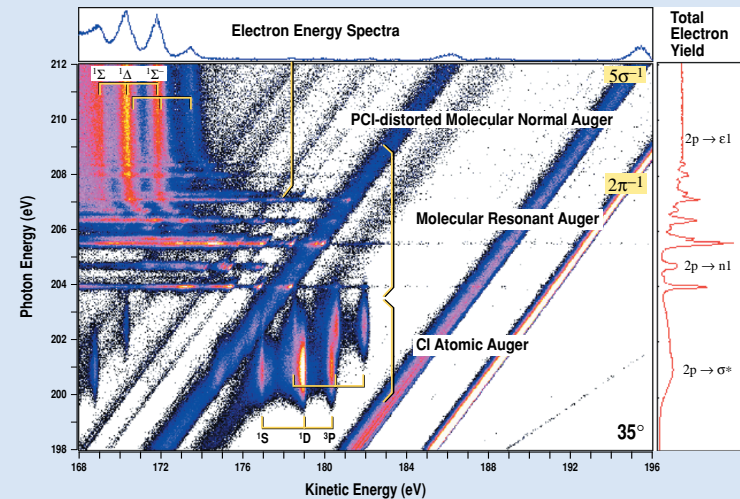 Electron Energy Spectra
Total
Electron
Yield
¹Σ ¹Δ ¹Σ⁻
5σ⁻¹
PCI-distorted Molecular Normal Auger
2π⁻¹
Molecular Resonant Auger
Cl Atomic Auger
¹S ¹D ³P
35°
2p → ε1
2p → n1
2p → σ*
Photon Energy (eV)
212
210
208
206
204
202
200
198
168 172 176 180 184 188 192 196
Kinetic Energy (eV)